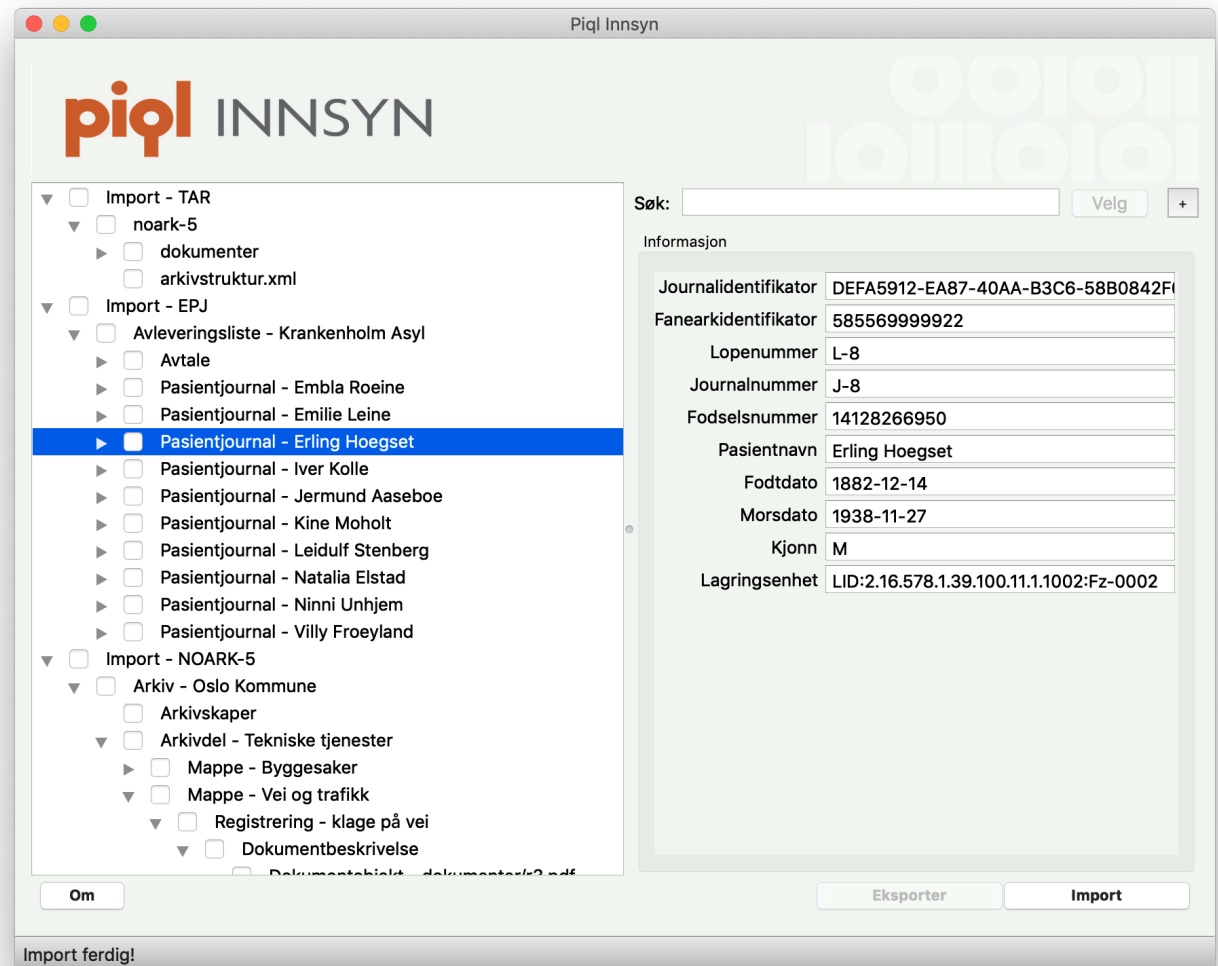 Piql Innsyn
piql INNSYN
Import - TAR
noark-5
dokumenter
arkivstruktur.xml
Import - EPJ
Avleveringsliste - Krankenholm Asyl
Avtale
Pasientjournal - Embla Roeine
Pasientjournal - Emilie Leine
Pasientjournal - Erling Hoegset
Pasientjournal - Iver Kolle
Pasientjournal - Jermund Aaseboe
Pasientjournal - Kine Moholt
Pasientjournal - Leidulf Stenberg
Pasientjournal - Natalia Elstad
Pasientjournal - Ninni Unhjem
Pasientjournal - Villy Froeyland
Import - NOARK-5
Arkiv - Oslo Kommune
Arkivskaper
Arkivdel - Tekniske tjenester
Mappe - Byggesaker
Mappe - Vei og trafikk
Registrering - klage på vei
Dokumentbeskrivelse
Dokumentobjekt - dokumenter/r2.pdf
Søk: Velg +
Informasjon
Journalidentifikator DEFA5912-EA87-40AA-B3C6-58B0842F
Fanearkidentifikator 585569999922
Lopenummer L-8
Journalnummer J-8
Fodselsnummer 14128266950
Pasientnavn Erling Hoegset
Fodtdato 1882-12-14
Morsdato 1938-11-27
Kjonn M
Lagringsenhet LID:2.16.578.1.39.100.11.1.1002:Fz-0002
Om Eksporter Import
Import ferdig!